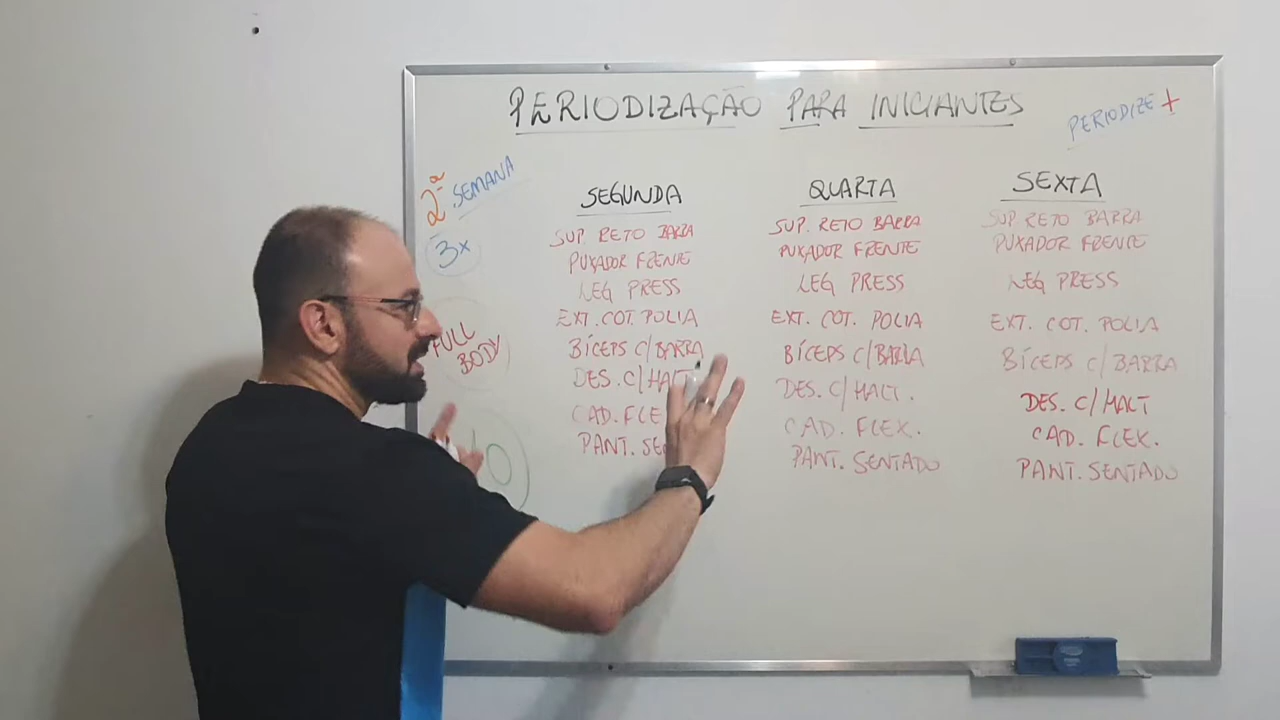 PERIODIZAÇÃO PARA INICIANTES
PERIODIZE +
2ª SEMANA
3x
FULL
BODY
SEGUNDA
SUP. RETO BARRA
PUXADOR FRENTE
LEG PRESS
EXT. COT. POLIA
BÍCEPS C/BARRA
DES. C/HALT
CAD. FLE
PANT. SE
QUARTA
SUP. RETO BARRA
PUXADOR FRENTE
LEG PRESS
EXT. COT. POLIA
BÍCEPS C/BARRA
DES. C/HALT.
CAD. FLEX.
PANT. SENTADO
SEXTA
SUP. RETO BARRA
PUXADOR FRENTE
LEG PRESS
EXT. COT. POLIA
BÍCEPS C/BARRA
DES. C/HALT
CAD. FLEX.
PANT. SENTADO